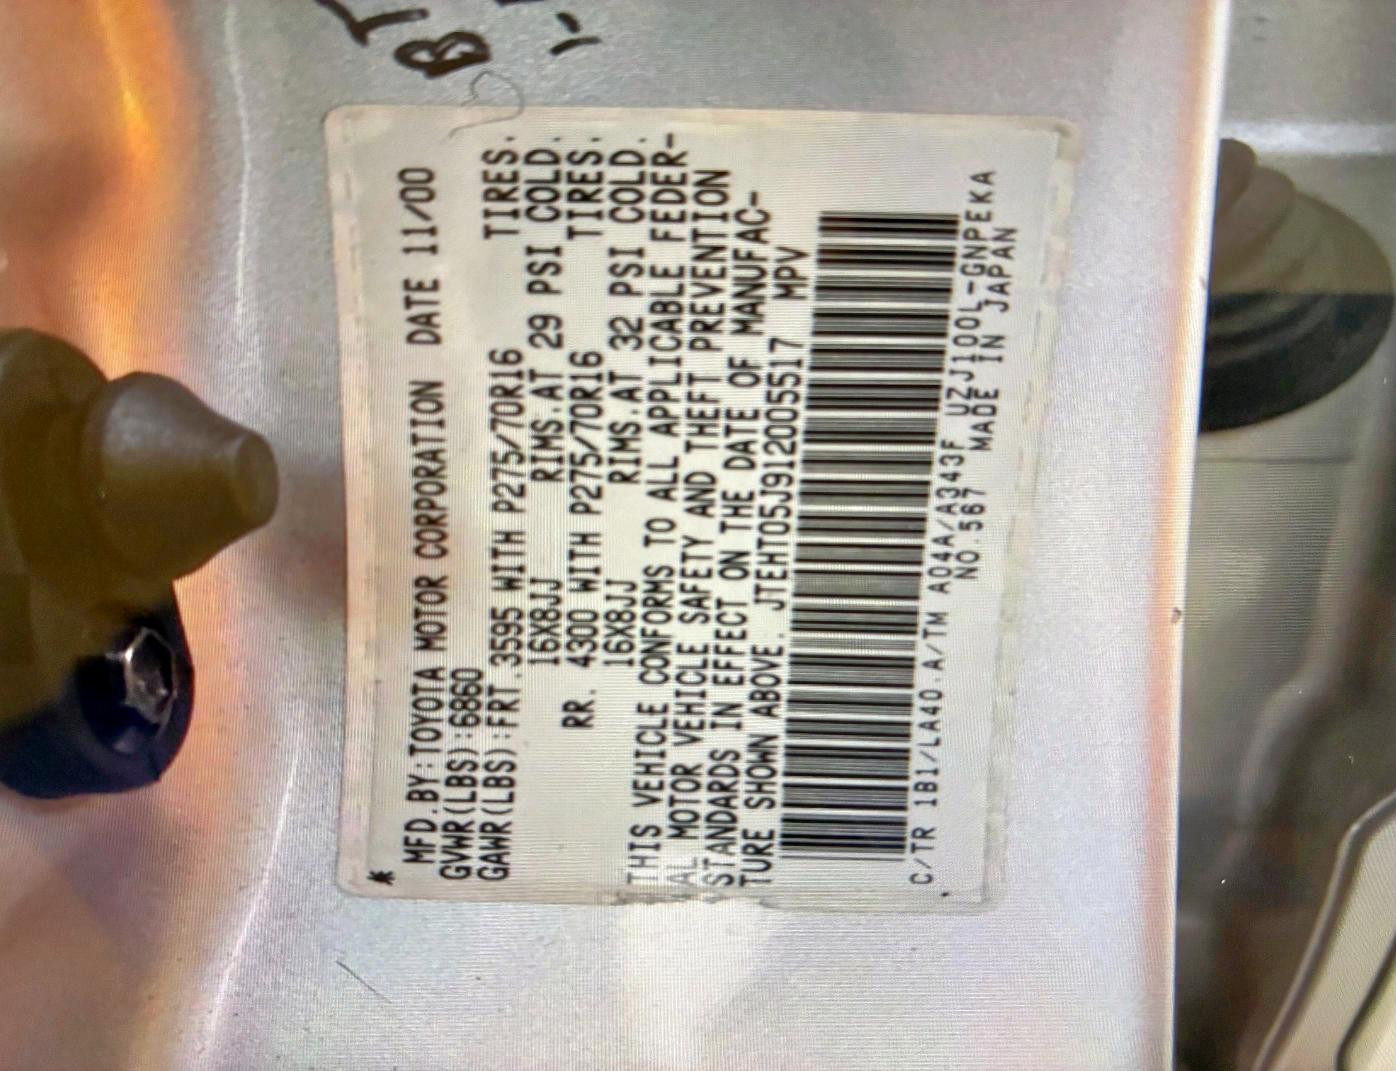 * MFD.BY:TOYOTA MOTOR CORPORATION DATE 11/00
GVWR(LBS):6860
GAWR(LBS):FRT.3595 WITH P275/70R16 TIRES.
16X8JJ RIMS.AT 29 PSI COLD.
RR. 4300 WITH P275/70R16 TIRES.
16X8JJ RIMS.AT 32 PSI COLD.
THIS VEHICLE CONFORMS TO ALL APPLICABLE FEDER-
AL MOTOR VEHICLE SAFETY AND THEFT PREVENTION
STANDARDS IN EFFECT ON THE DATE OF MANUFAC-
TURE SHOWN ABOVE. JTEHT05J912005517 MPV
C/TR 1B1/LA40.A/TM A04A/A343F UZJ100L-GNPEKA
NO.567 MADE IN JAPAN